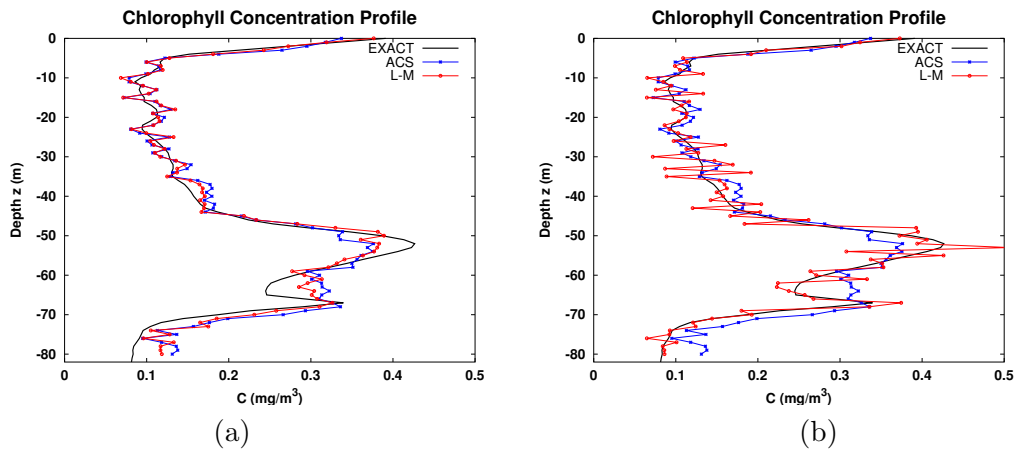 Chlorophyll Concentration Profile
0
EXACT
ACS
L-M
-10
-20
-30
-40
-50
-60
-70
-80
Depth z (m)
0 0.1 0.2 0.3 0.4 0.5
C (mg/m³)
(a)
Chlorophyll Concentration Profile
0
EXACT
ACS
L-M
-10
-20
-30
-40
-50
-60
-70
-80
Depth z (m)
0 0.1 0.2 0.3 0.4 0.5
C (mg/m³)
(b)